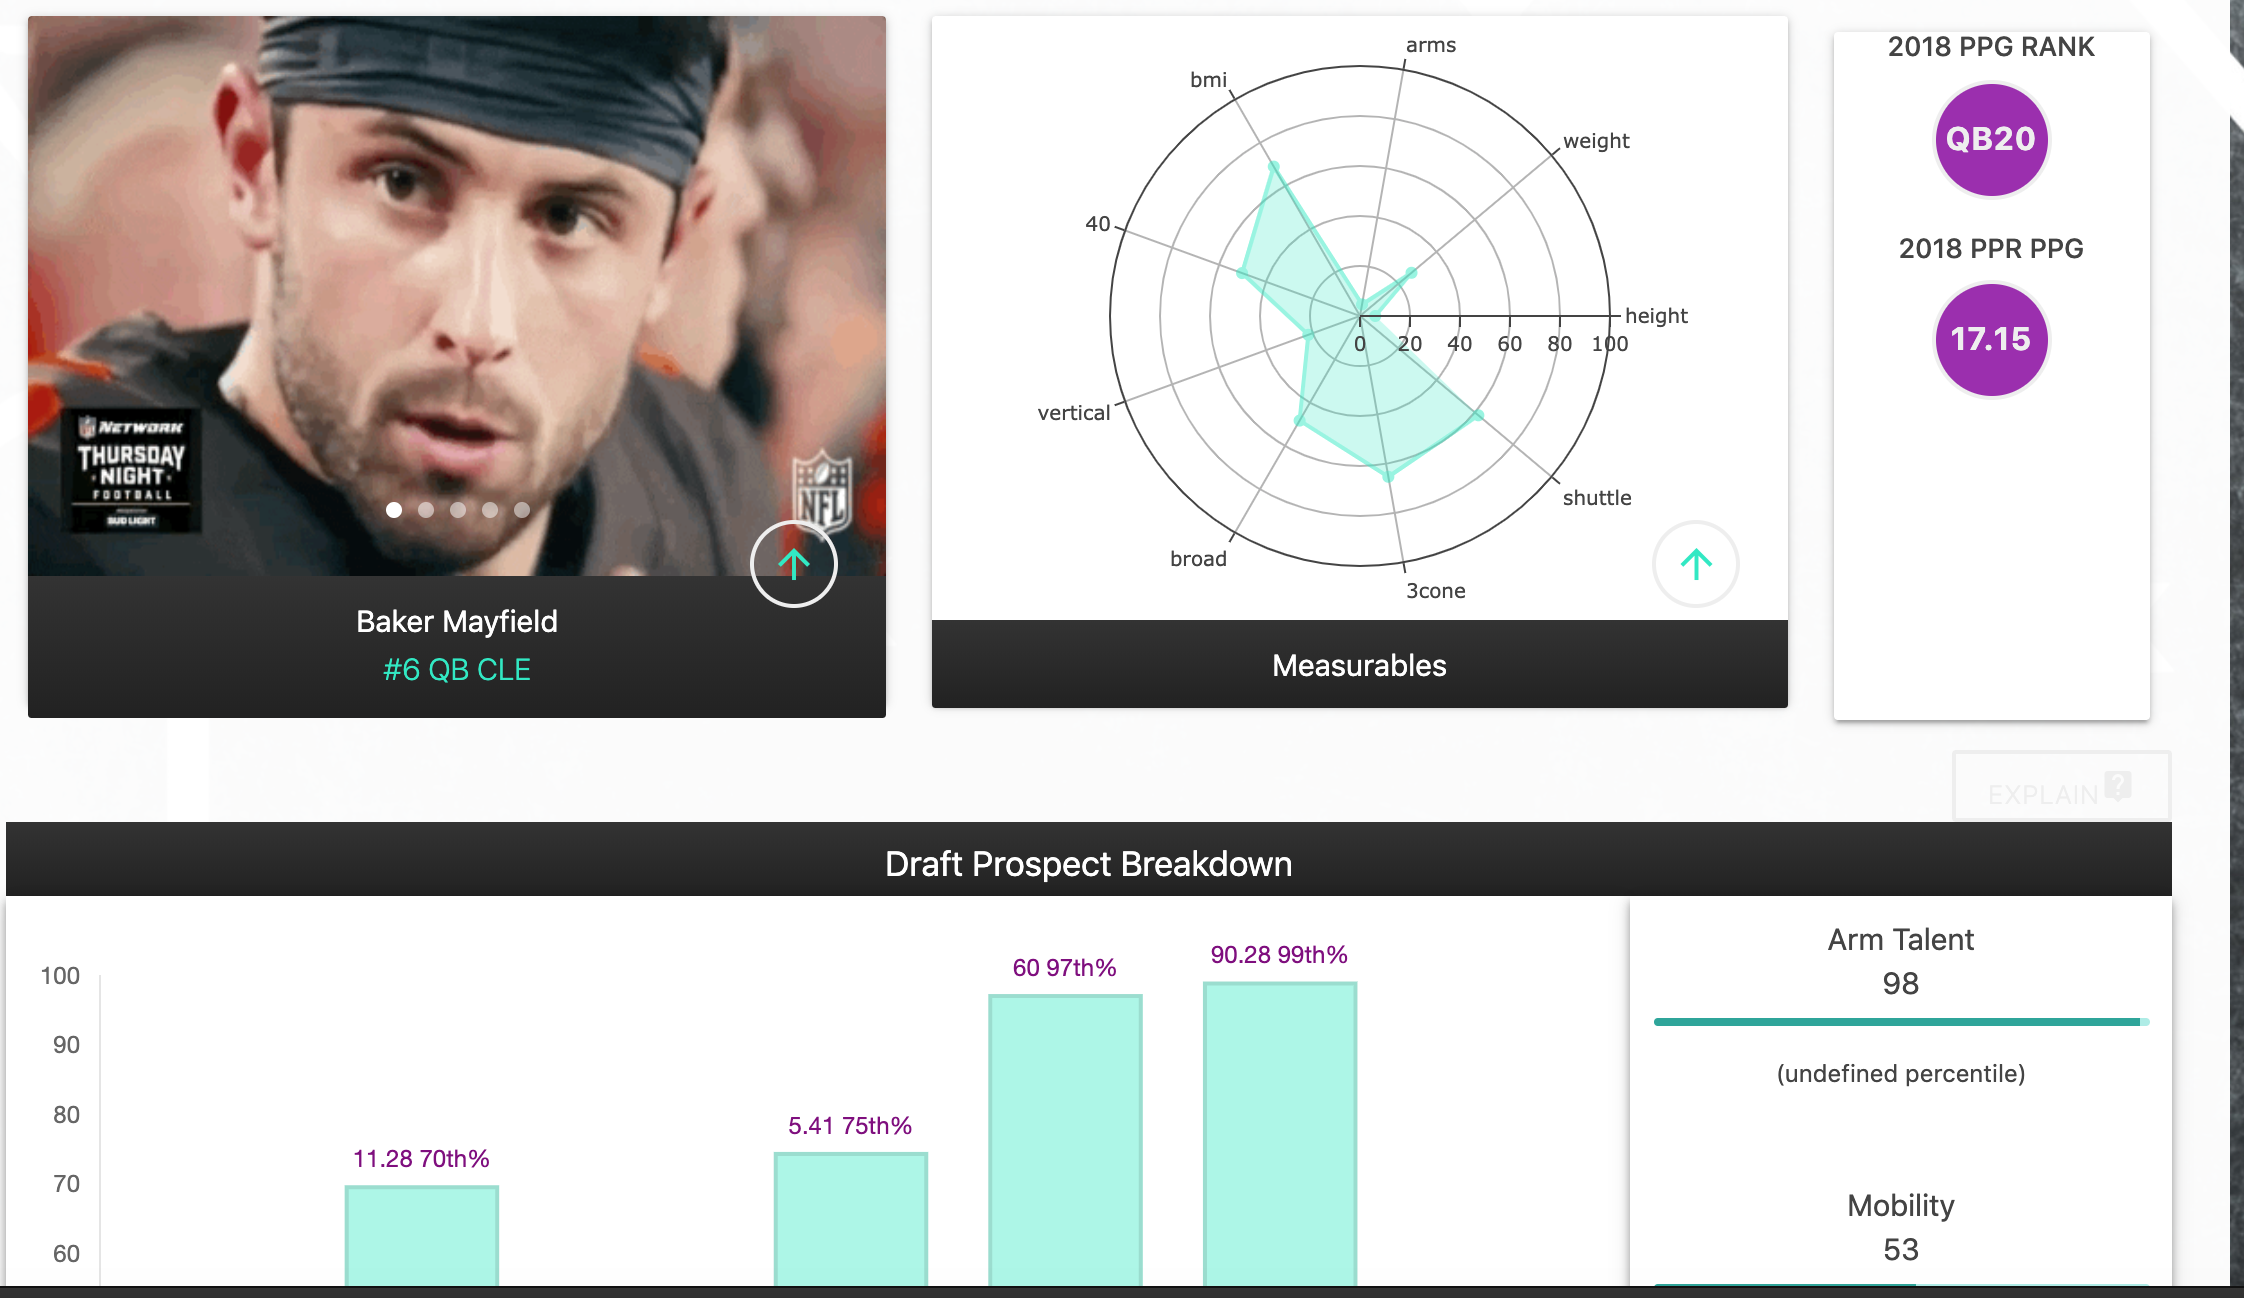 NFL NETWORK
THURSDAY
NIGHT
FOOTBALL
BUD LIGHT
NFL
Baker Mayfield
#6 QB CLE
arms
bmi
weight
40
height
0 20 40 60 80 100
vertical
shuttle
broad
3cone
Measurables
2018 PPG RANK
QB20
2018 PPR PPG
17.15
EXPLAIN
Draft Prospect Breakdown
100
90
80
70
60
11.28 70th%
5.41 75th%
60 97th%
90.28 99th%
Arm Talent
98
(undefined percentile)
Mobility
53